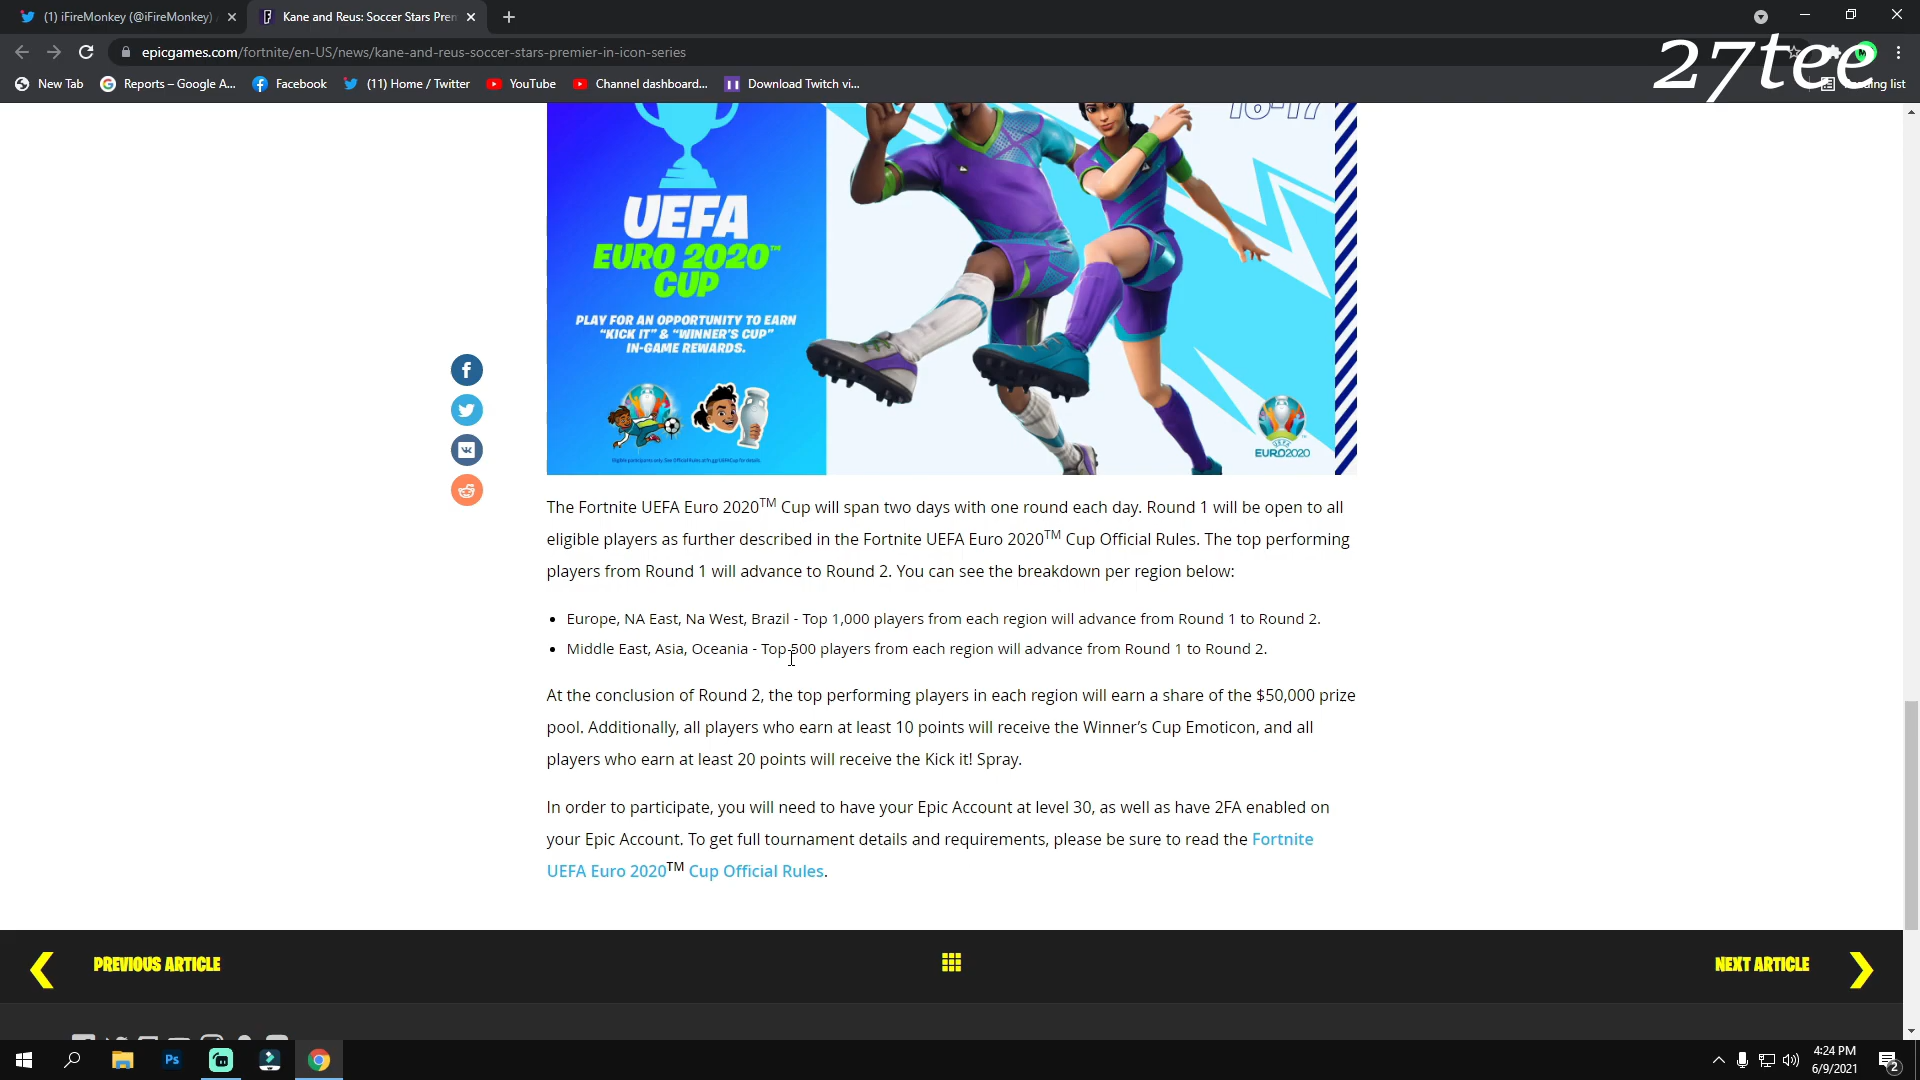 (1) iFireMonkey (@iFireMonkey)
Kane and Reus: Soccer Stars Prem
epicgames.com/fortnite/en-US/news/kane-and-reus-soccer-stars-premier-in-icon-series
27tee
New Tab
Reports – Google A...
Facebook
(11) Home / Twitter
YouTube
Channel dashboard...
Download Twitch vi...
16-17
UEFA
EURO 2020™
CUP
PLAY FOR AN OPPORTUNITY TO EARN
"KICK IT" & "WINNER'S CUP"
IN-GAME REWARDS.
UEFA
EURO2020
The Fortnite UEFA Euro 2020TM Cup will span two days with one round each day. Round 1 will be open to all
eligible players as further described in the Fortnite UEFA Euro 2020TM Cup Official Rules. The top performing
players from Round 1 will advance to Round 2. You can see the breakdown per region below:
• Europe, NA East, Na West, Brazil - Top 1,000 players from each region will advance from Round 1 to Round 2.
• Middle East, Asia, Oceania - Top 500 players from each region will advance from Round 1 to Round 2.
At the conclusion of Round 2, the top performing players in each region will earn a share of the $50,000 prize
pool. Additionally, all players who earn at least 10 points will receive the Winner's Cup Emoticon, and all
players who earn at least 20 points will receive the Kick it! Spray.
In order to participate, you will need to have your Epic Account at level 30, as well as have 2FA enabled on
your Epic Account. To get full tournament details and requirements, please be sure to read the Fortnite
UEFA Euro 2020TM Cup Official Rules.
PREVIOUS ARTICLE
NEXT ARTICLE
Ps
4:24 PM
6/9/2021
2